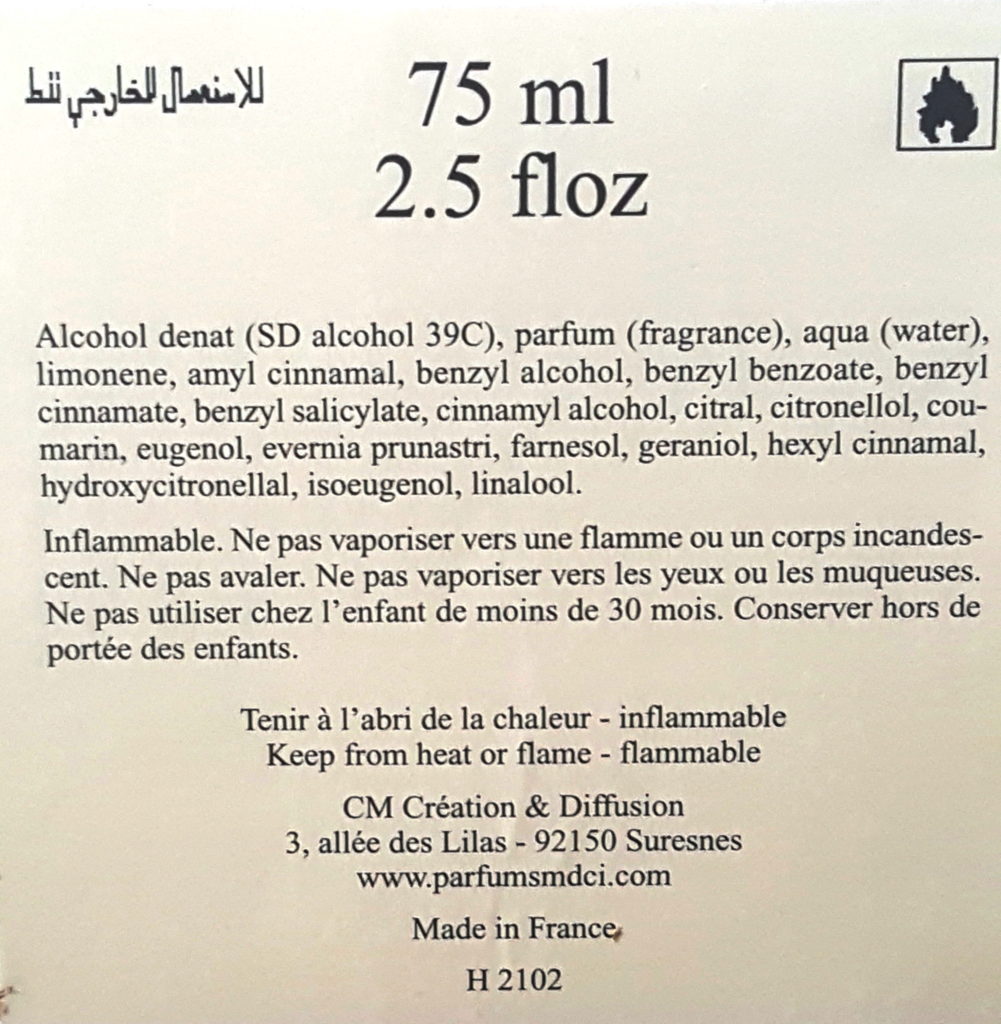 للاستعمال الخارجي فقط
75 ml
2.5 floz
Alcohol denat (SD alcohol 39C), parfum (fragrance), aqua (water),
limonene, amyl cinnamal, benzyl alcohol, benzyl benzoate, benzyl
cinnamate, benzyl salicylate, cinnamyl alcohol, citral, citronellol, cou-
marin, eugenol, evernia prunastri, farnesol, geraniol, hexyl cinnamal,
hydroxycitronellal, isoeugenol, linalool.
Inflammable. Ne pas vaporiser vers une flamme ou un corps incandes-
cent. Ne pas avaler. Ne pas vaporiser vers les yeux ou les muqueuses.
Ne pas utiliser chez l’enfant de moins de 30 mois. Conserver hors de
portée des enfants.
Tenir à l’abri de la chaleur - inflammable
Keep from heat or flame - flammable
CM Création & Diffusion
3, allée des Lilas - 92150 Suresnes
www.parfumsmdci.com
Made in France
H 2102